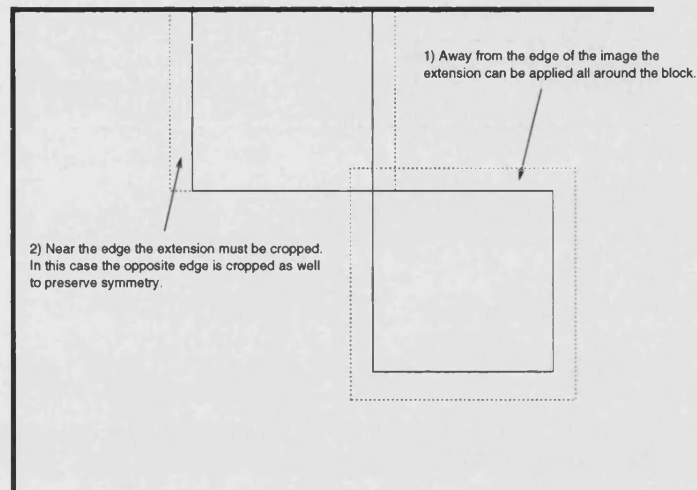 1) Away from the edge of the image the
extension can be applied all around the block.
2) Near the edge the extension must be cropped.
In this case the opposite edge is cropped as well
to preserve symmetry.